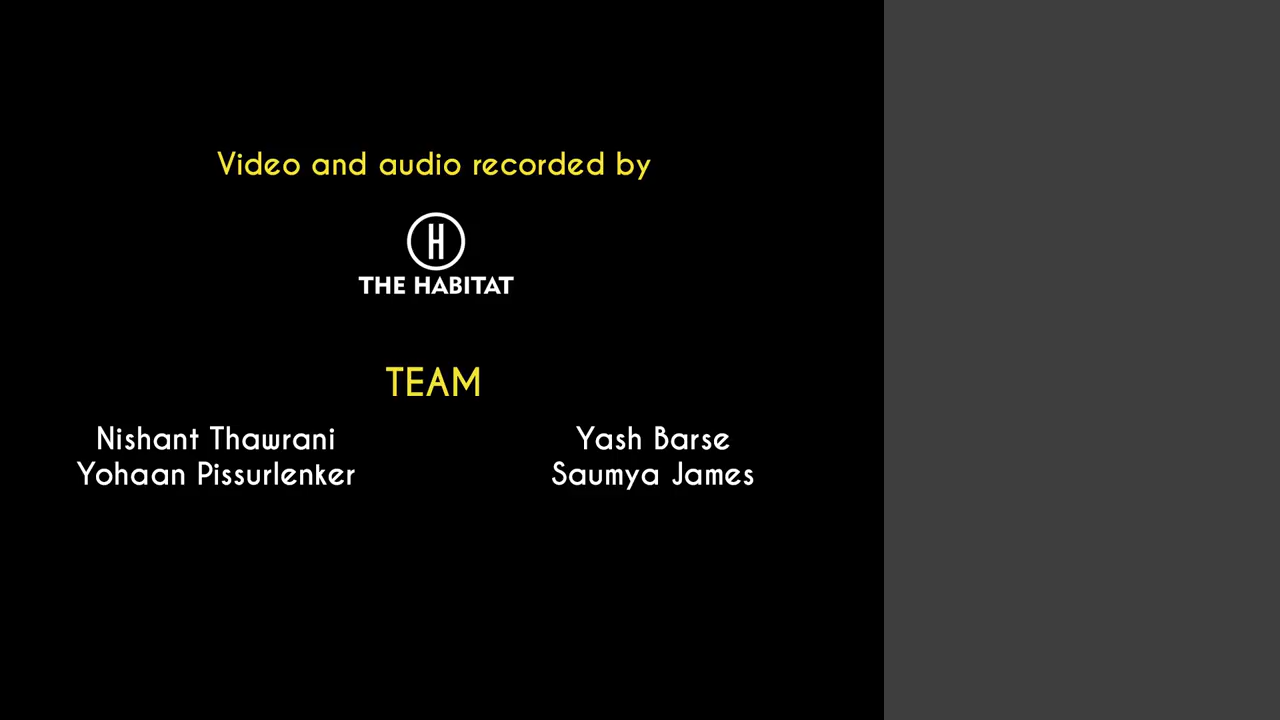 Video and audio recorded by
H
THE HABITAT
TEAM
Nishant Thawrani
Yohaan Pissurlenker
Yash Barse
Saumya James